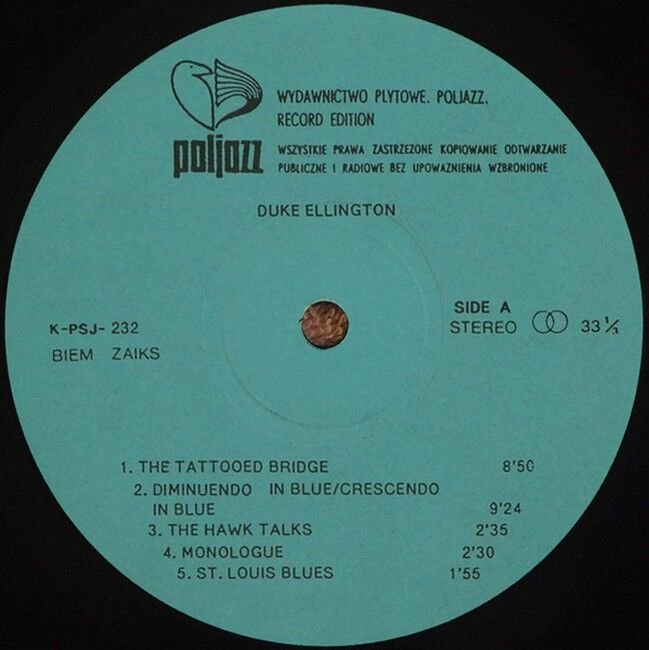 poljazz
WYDAWNICTWO PLYTOWE. POLJAZZ.
RECORD EDITION
WSZYSTKIE PRAWA ZASTRZEZONE KOPIOWANIE ODTWARZANIE
PUBLICZNE I RADIOWE BEZ UPOWAZNIENIA WZBRONIONE
DUKE ELLINGTON
K-PSJ- 232
BIEM ZAIKS
SIDE A
STEREO 33 1/3
1. THE TATTOOED BRIDGE 8'50
2. DIMINUENDO IN BLUE/CRESCENDO
IN BLUE 9'24
3. THE HAWK TALKS 2'35
4. MONOLOGUE 2'30
5. ST. LOUIS BLUES 1'55